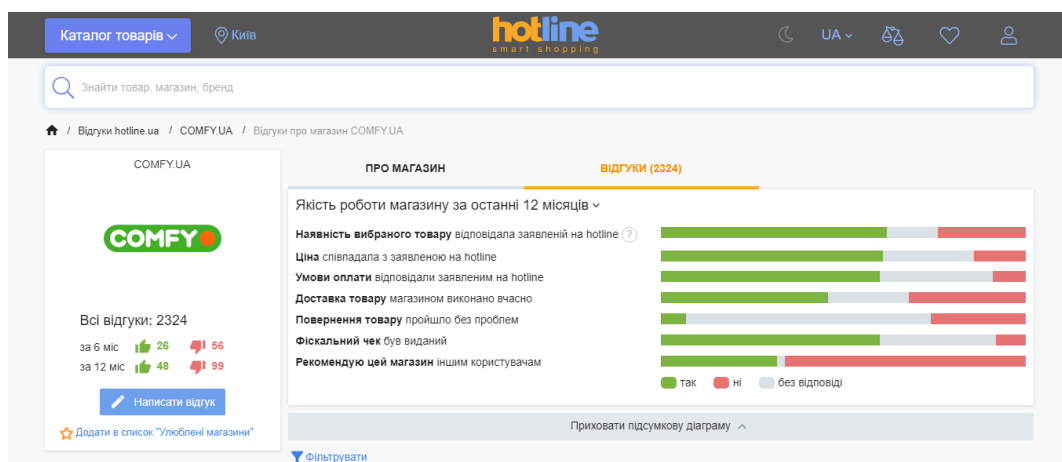 Каталог товарів
Київ
hotline
smart shopping
UA
Знайти товар, магазин, бренд
/ Відгуки hotline.ua / COMFY.UA / Відгуки про магазин COMFY.UA
COMFY.UA
ПРО МАГАЗИН
ВІДГУКИ (2324)
Якість роботи магазину за останні 12 місяців
COMFY
Наявність вибраного товару відповідала заявленій на hotline ?
Ціна співпадала з заявленою на hotline
Умови оплати відповідали заявленим на hotline
Доставка товару магазином виконано вчасно
Повернення товару пройшло без проблем
Фіскальний чек був виданий
Рекомендую цей магазин іншим користувачам
так ні без відповіді
Всі відгуки: 2324
за 6 міс 26 56
за 12 міс 48 99
Написати відгук
Додати в список "Улюблені магазини"
Приховати підсумкову діаграму
Фільтрувати